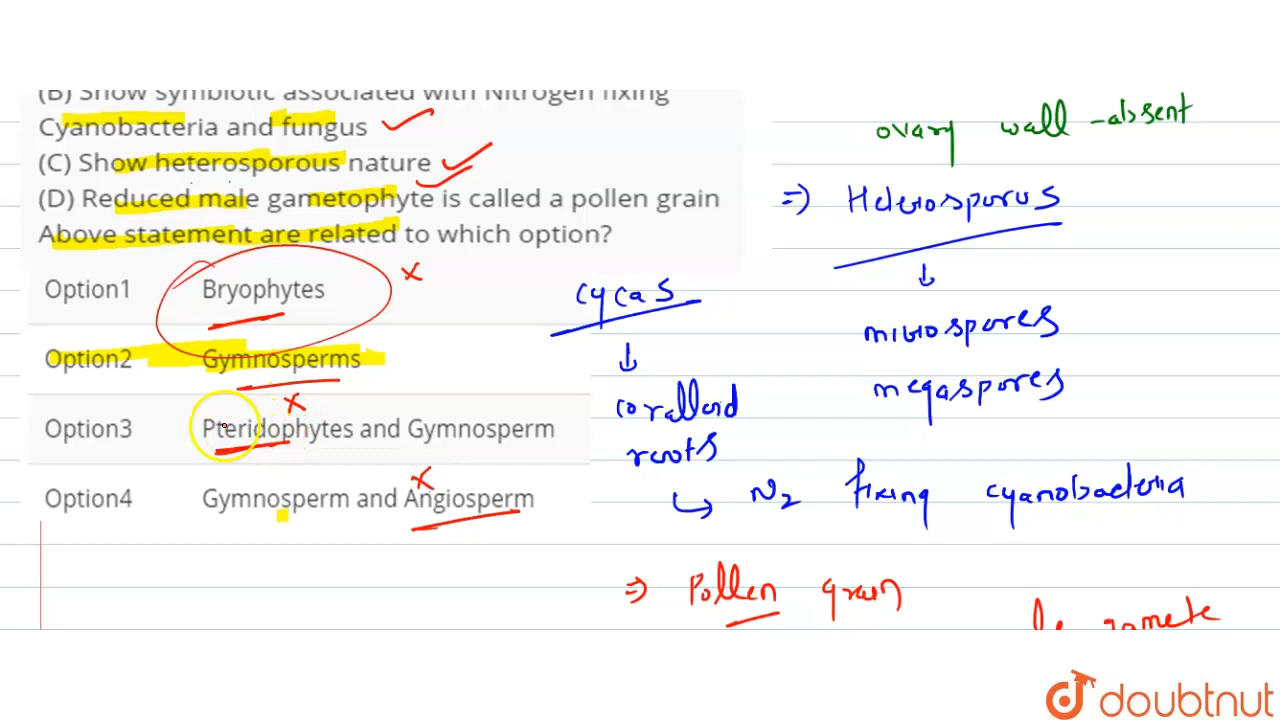 (B) Show symbiotic associated with Nitrogen fixing
Cyanobacteria and fungus
(C) Show heterosporous nature
(D) Reduced male gametophyte is called a pollen grain
Above statement are related to which option?
Option1 Bryophytes
Option2 Gymnosperms
Option3 Pteridophytes and Gymnosperm
Option4 Gymnosperm and Angiosperm
ovary wall - absent
=) Heterosporus
microspores
megaspores
cycas
coralloid
roots
N2 fixing cyanobacteria
=) Pollen grain
gamete
doubtnut